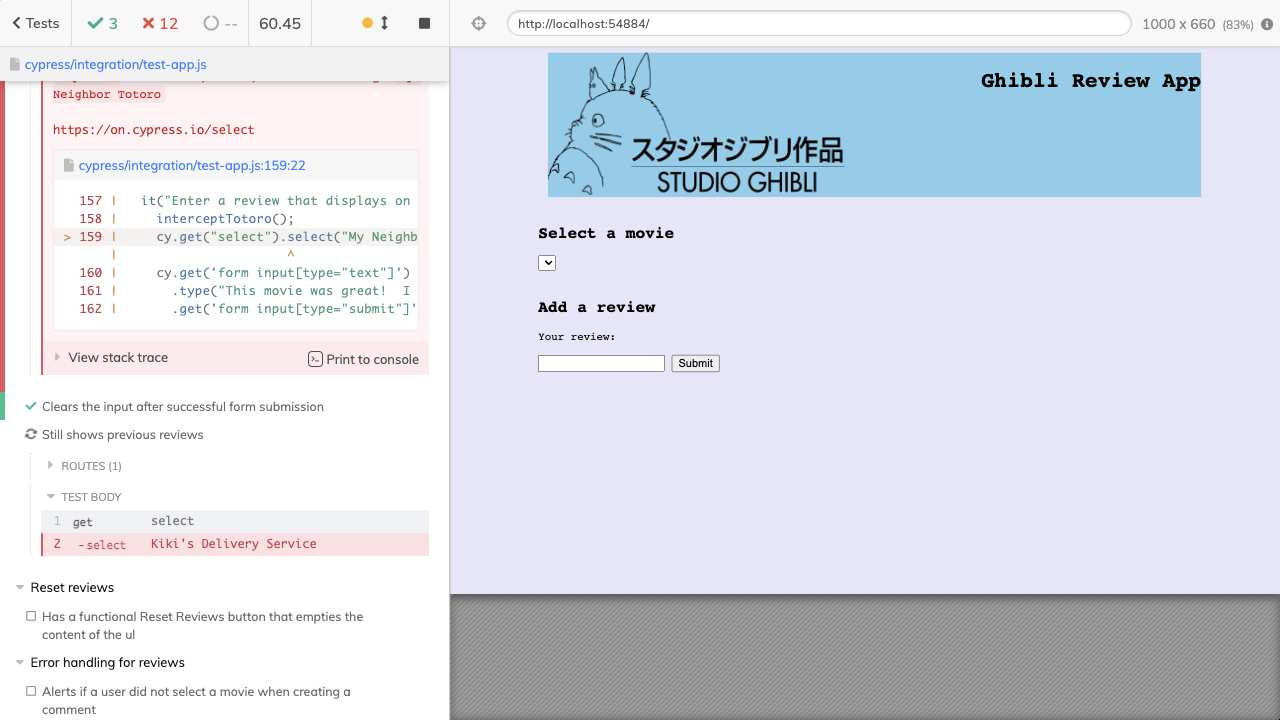 Tests
3
12
--
60.45
http://localhost:54884/
1000 x 660 (83%)
cypress/integration/test-app.js
Neighbor Totoro
https://on.cypress.io/select
cypress/integration/test-app.js:159:22
157 | it("Enter a review that displays on
158 | interceptTotoro();
> 159 | cy.get("select").select("My Neighb
| ^
160 | cy.get('form input[type="text"]')
161 | .type("This movie was great! I
162 | .get('form input[type="submit"]'
View stack trace
Print to console
Clears the input after successful form submission
Still shows previous reviews
ROUTES (1)
TEST BODY
1 get select
2 -select Kiki's Delivery Service
Reset reviews
Has a functional Reset Reviews button that empties the
content of the ul
Error handling for reviews
Alerts if a user did not select a movie when creating a
comment
Ghibli Review App
スタジオジブリ作品
STUDIO GHIBLI
Select a movie
Add a review
Your review:
Submit